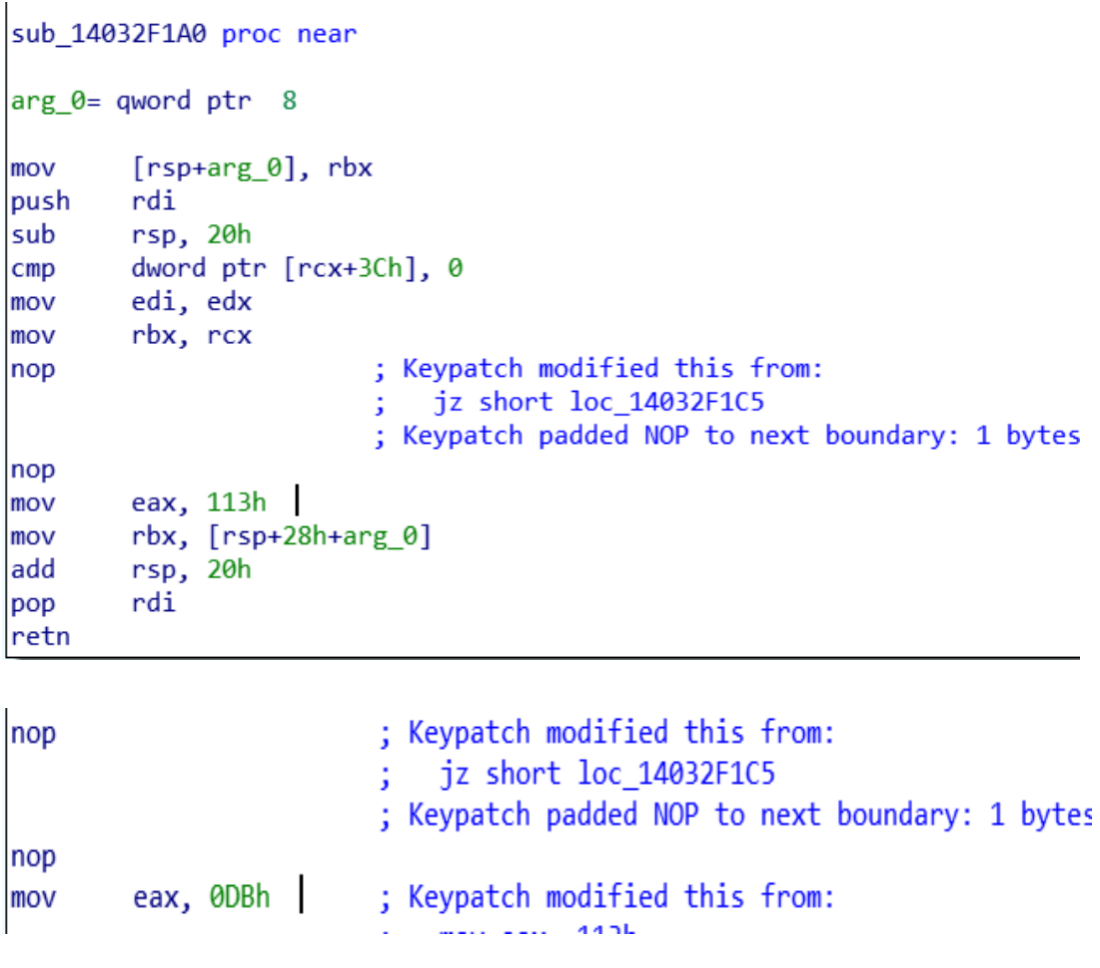 sub_14032F1A0 proc near
arg_0= qword ptr  8
mov     [rsp+arg_0], rbx
push    rdi
sub     rsp, 20h
cmp     dword ptr [rcx+3Ch], 0
mov     edi, edx
mov     rbx, rcx
nop                     ; Keypatch modified this from:
                        ;   jz short loc_14032F1C5
                        ; Keypatch padded NOP to next boundary: 1 bytes
nop
mov     eax, 113h
mov     rbx, [rsp+28h+arg_0]
add     rsp, 20h
pop     rdi
retn
nop                     ; Keypatch modified this from:
                        ;   jz short loc_14032F1C5
                        ; Keypatch padded NOP to next boundary: 1 bytes
nop
mov     eax, 0DBh       ; Keypatch modified this from: